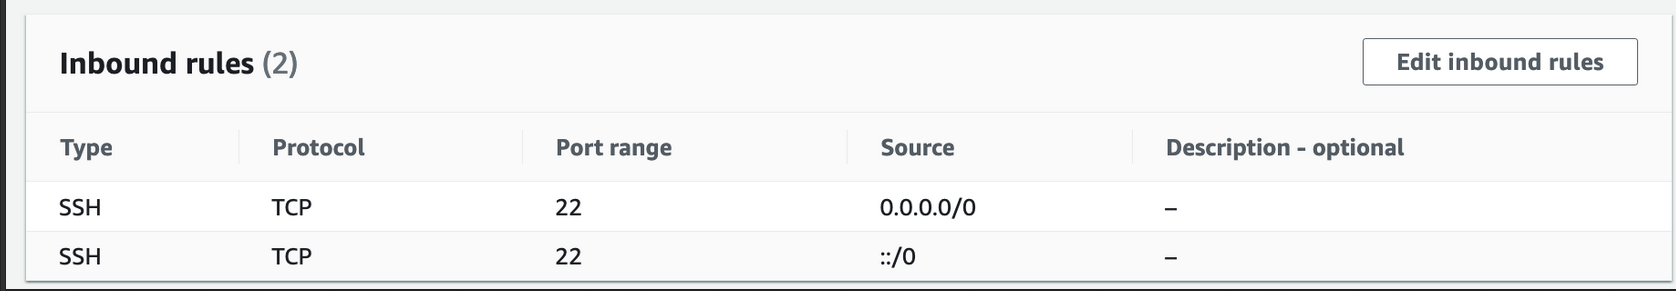 Inbound rules (2)
Edit inbound rules
Type Protocol Port range Source Description - optional
SSH TCP 22 0.0.0.0/0 –
SSH TCP 22 ::/0 –